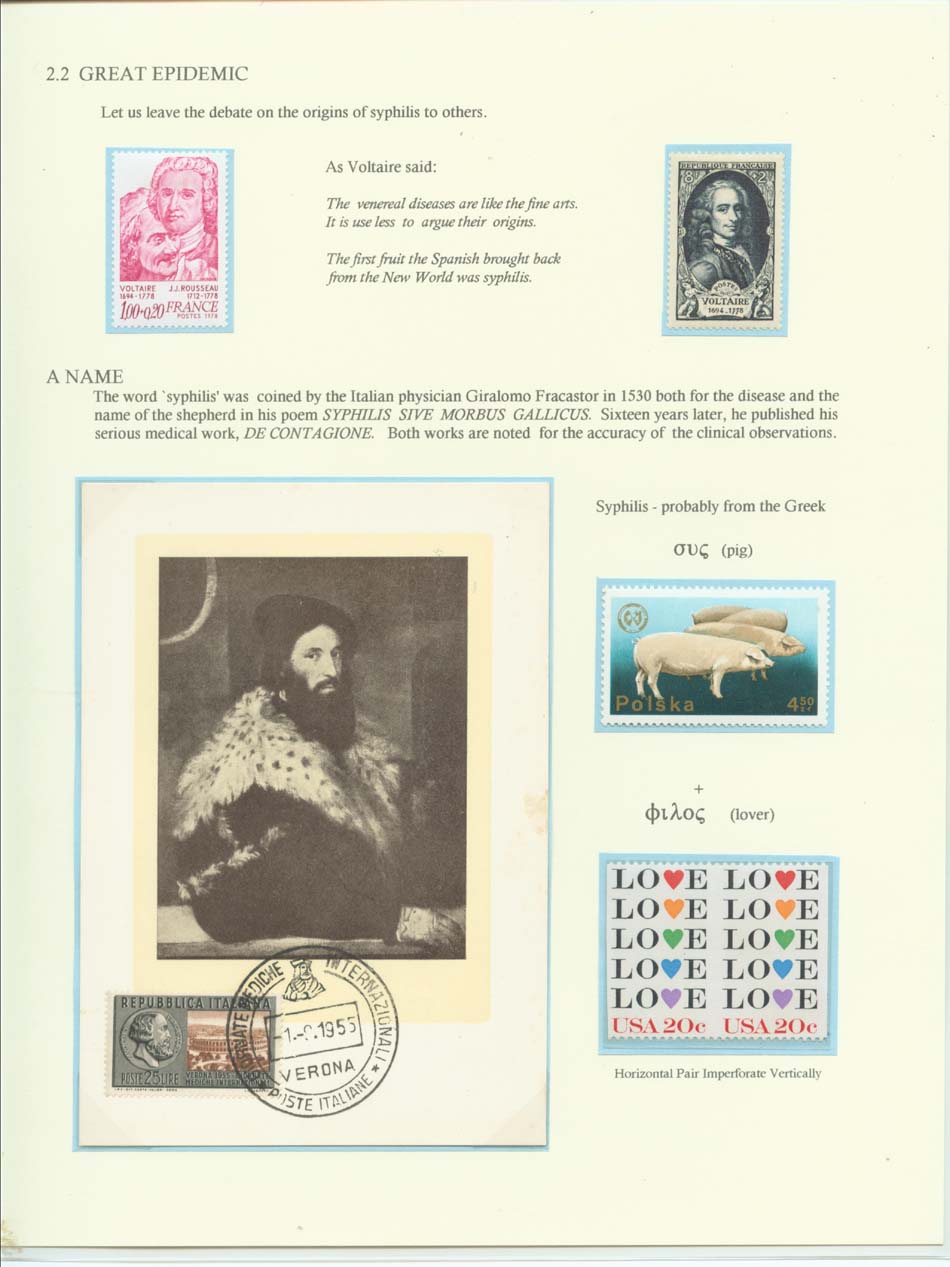 2.2 GREAT EPIDEMIC
Let us leave the debate on the origins of syphilis to others.
As Voltaire said:
The venereal diseases are like the fine arts.
It is use less to argue their origins.
The first fruit the Spanish brought back
from the New World was syphilis.
VOLTAIRE J.J.ROUSSEAU
1694-1778 1712-1778
1,00+0,20 FRANCE
POSTES 1978
REPUBLIQUE FRANÇAISE
8 +2
POSTES
VOLTAIRE
1694-1778
A NAME
The word `syphilis' was coined by the Italian physician Giralomo Fracastor in 1530 both for the disease and the
name of the shepherd in his poem SYPHILIS SIVE MORBUS GALLICUS. Sixteen years later, he published his
serious medical work, DE CONTAGIONE. Both works are noted for the accuracy of the clinical observations.
Syphilis - probably from the Greek
συς (pig)
Polska 4 50
ZŁ
+
φιλος (lover)
LOVE LOVE
LOVE LOVE
LOVE LOVE
LOVE LOVE
LOVE LOVE
USA 20c USA 20c
Horizontal Pair Imperforate Vertically
REPUBBLICA ITALIANA
POSTE 25 LIRE
MEDICHE INTERNAZIONALI
GIORNATE MEDICHE INTERNAZIONALI
1955
VERONA
POSTE ITALIANE